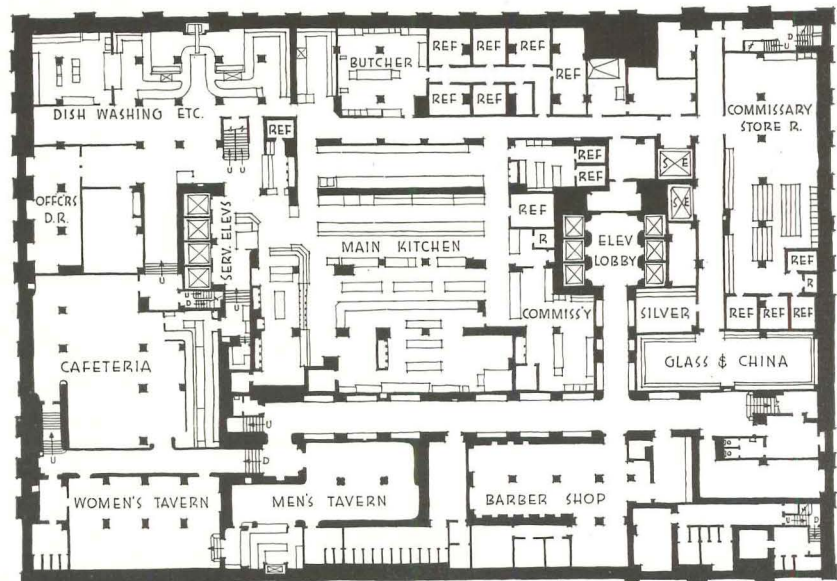 REF REF REF
BUTCHER
REF
REF REF
DISH WASHING ETC.
REF
COMMISSARY
STORE R.
D
U
U
REF
REF
S E
OFFCRS
D.R.
SERV. ELEVS
REF
S E
R
MAIN KITCHEN
ELEV
LOBBY
REF
R
U
U
D
U
COMMISS'Y
SILVER
REF REF REF
CAFETERIA
GLASS & CHINA
U
U
U
D
WOMEN'S TAVERN
MEN'S TAVERN
BARBER SHOP
U
D
U